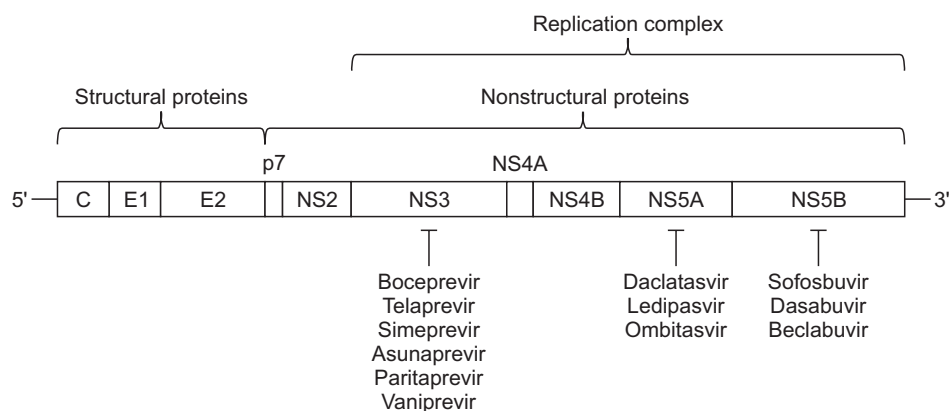 Replication complex
Structural proteins Nonstructural proteins
p7 NS4A
5' C E1 E2 NS2 NS3 NS4B NS5A NS5B 3'
Boceprevir Daclatasvir Sofosbuvir
Telaprevir Ledipasvir Dasabuvir
Simeprevir Ombitasvir Beclabuvir
Asunaprevir
Paritaprevir
Vaniprevir